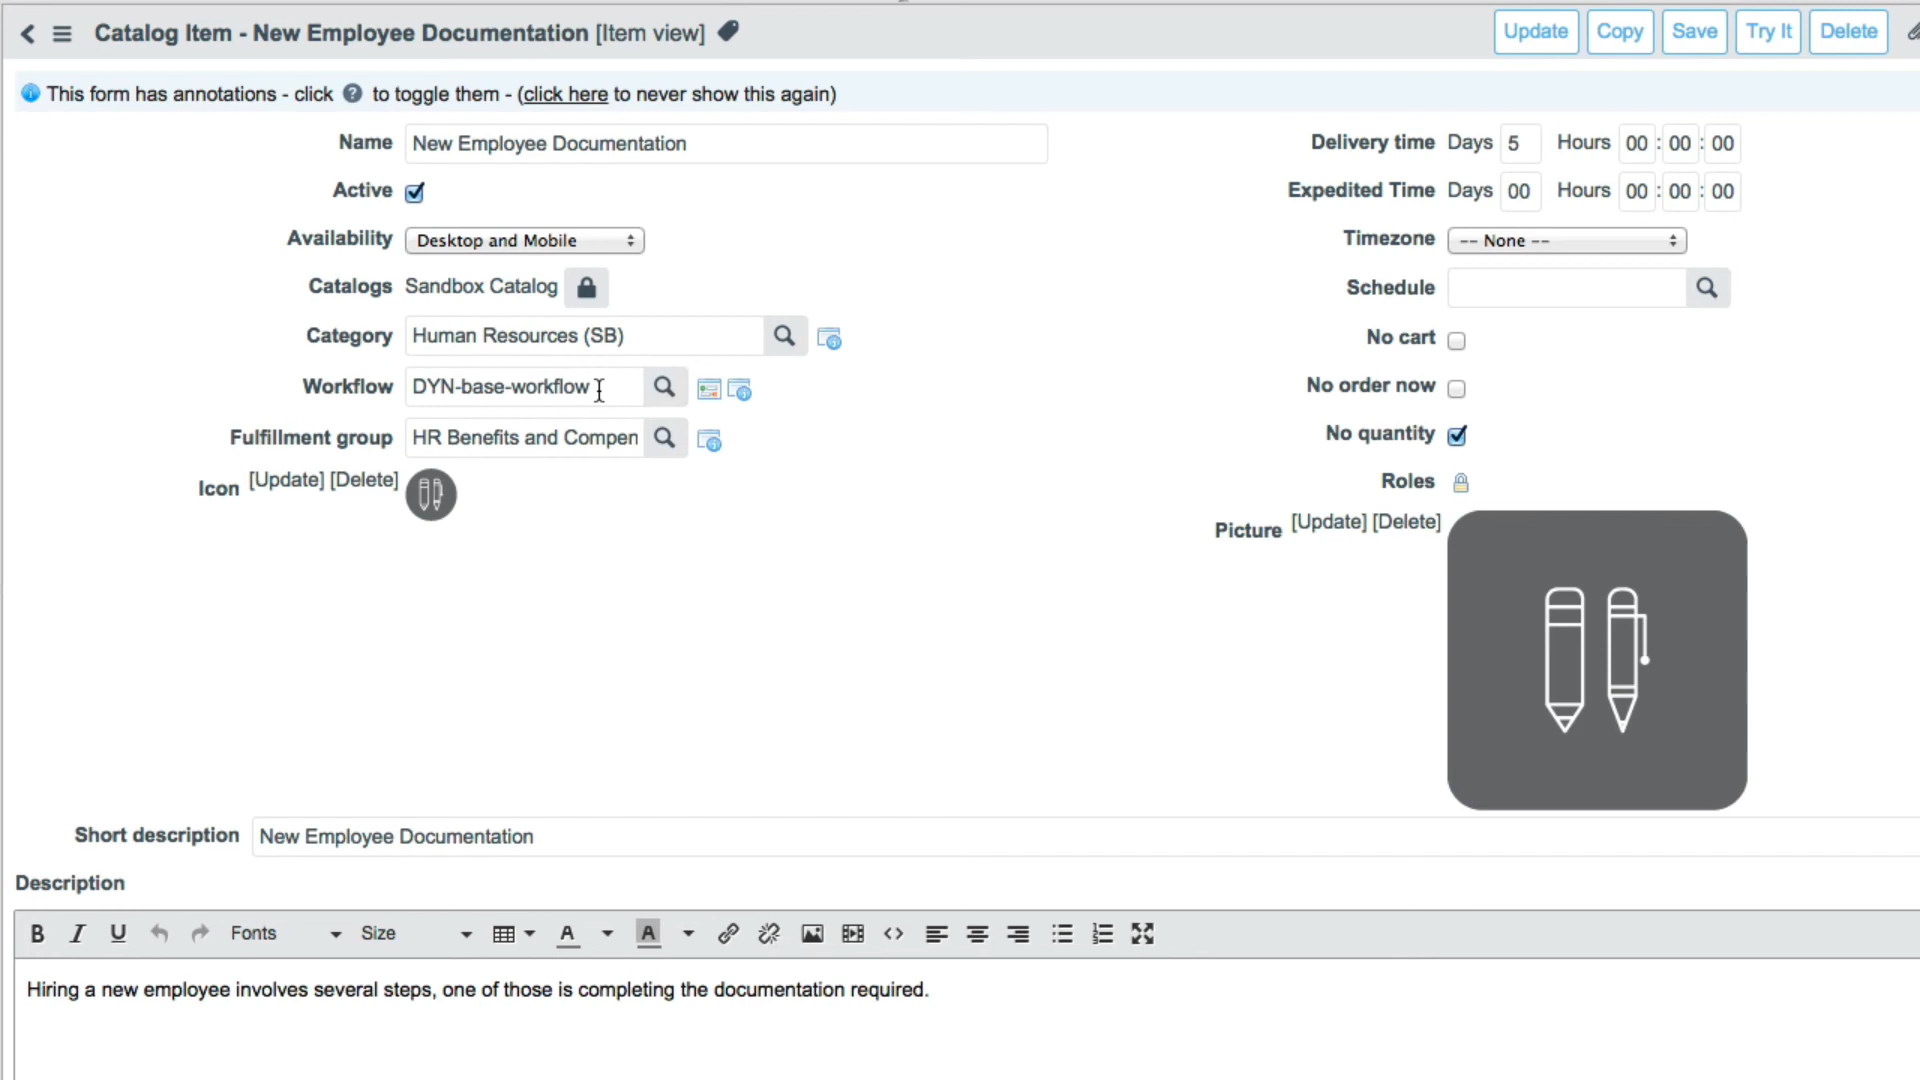 Catalog Item - New Employee Documentation [Item view]
Update Copy Save Try It Delete
This form has annotations - click ? to toggle them - (click here to never show this again)
Name New Employee Documentation
Active
Availability Desktop and Mobile
Catalogs Sandbox Catalog
Category Human Resources (SB)
Workflow DYN-base-workflow
Fulfillment group HR Benefits and Compen
Icon [Update] [Delete]
Delivery time Days 5 Hours 00 : 00 : 00
Expedited Time Days 00 Hours 00 : 00 : 00
Timezone -- None --
Schedule
No cart
No order now
No quantity
Roles
Picture [Update] [Delete]
Short description New Employee Documentation
Description
B I U Fonts Size A A
Hiring a new employee involves several steps, one of those is completing the documentation required.